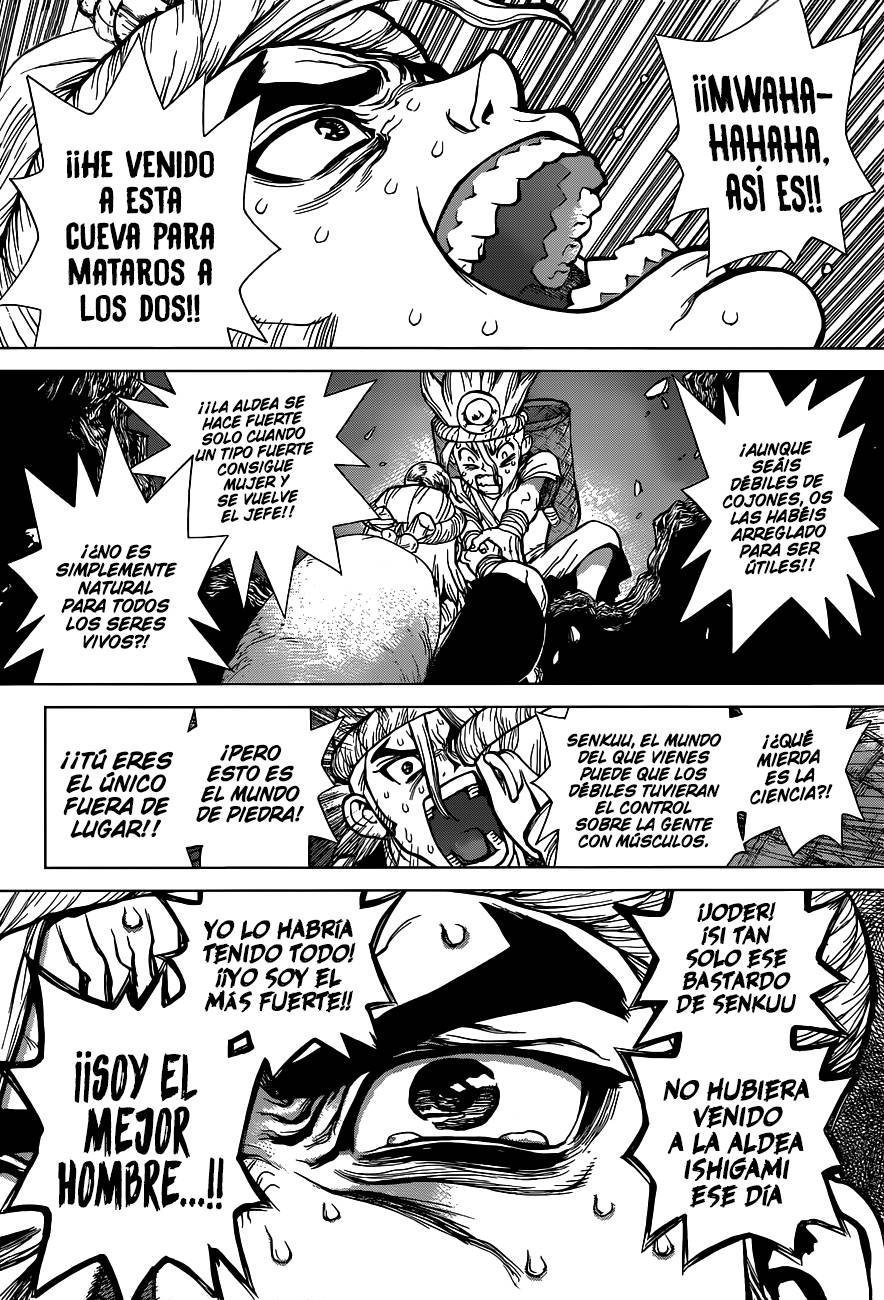 ¡¡MWAHA-
HAHAHA,
ASÍ ES!!
¡¡HE VENIDO
A ESTA
CUEVA PARA
MATAROS A
LOS DOS!!
¡AUNQUE
SEÁIS
DÉBILES DE
COJONES, OS
LAS HABÉIS
ARREGLADO
PARA SER
ÚTILES!!
¡¡LA ALDEA SE
HACE FUERTE
SOLO CUANDO
UN TIPO FUERTE
CONSIGUE
MUJER Y
SE VUELVE
EL JEFE!!
¡¿NO ES
SIMPLEMENTE
NATURAL
PARA TODOS
LOS SERES
VIVOS?!
¡¿QUÉ
MIERDA
ES LA
CIENCIA?!
SENKUU, EL MUNDO
DEL QUE VIENES
PUEDE QUE LOS
DÉBILES TUVIERAN
EL CONTROL
SOBRE LA GENTE
CON MÚSCULOS.
¡PERO
ESTO ES
EL MUNDO
DE PIEDRA!
¡¡TÚ ERES
EL ÚNICO
FUERA DE
LUGAR!!
¡JODER!
¡SI TAN
SOLO ESE
BASTARDO
DE SENKUU
NO HUBIERA
VENIDO
A LA ALDEA
ISHIGAMI
ESE DÍA
YO LO HABRÍA
TENIDO TODO!
¡YO SOY EL
MÁS FUERTE!!
¡¡SOY EL
MEJOR
HOMBRE...!!